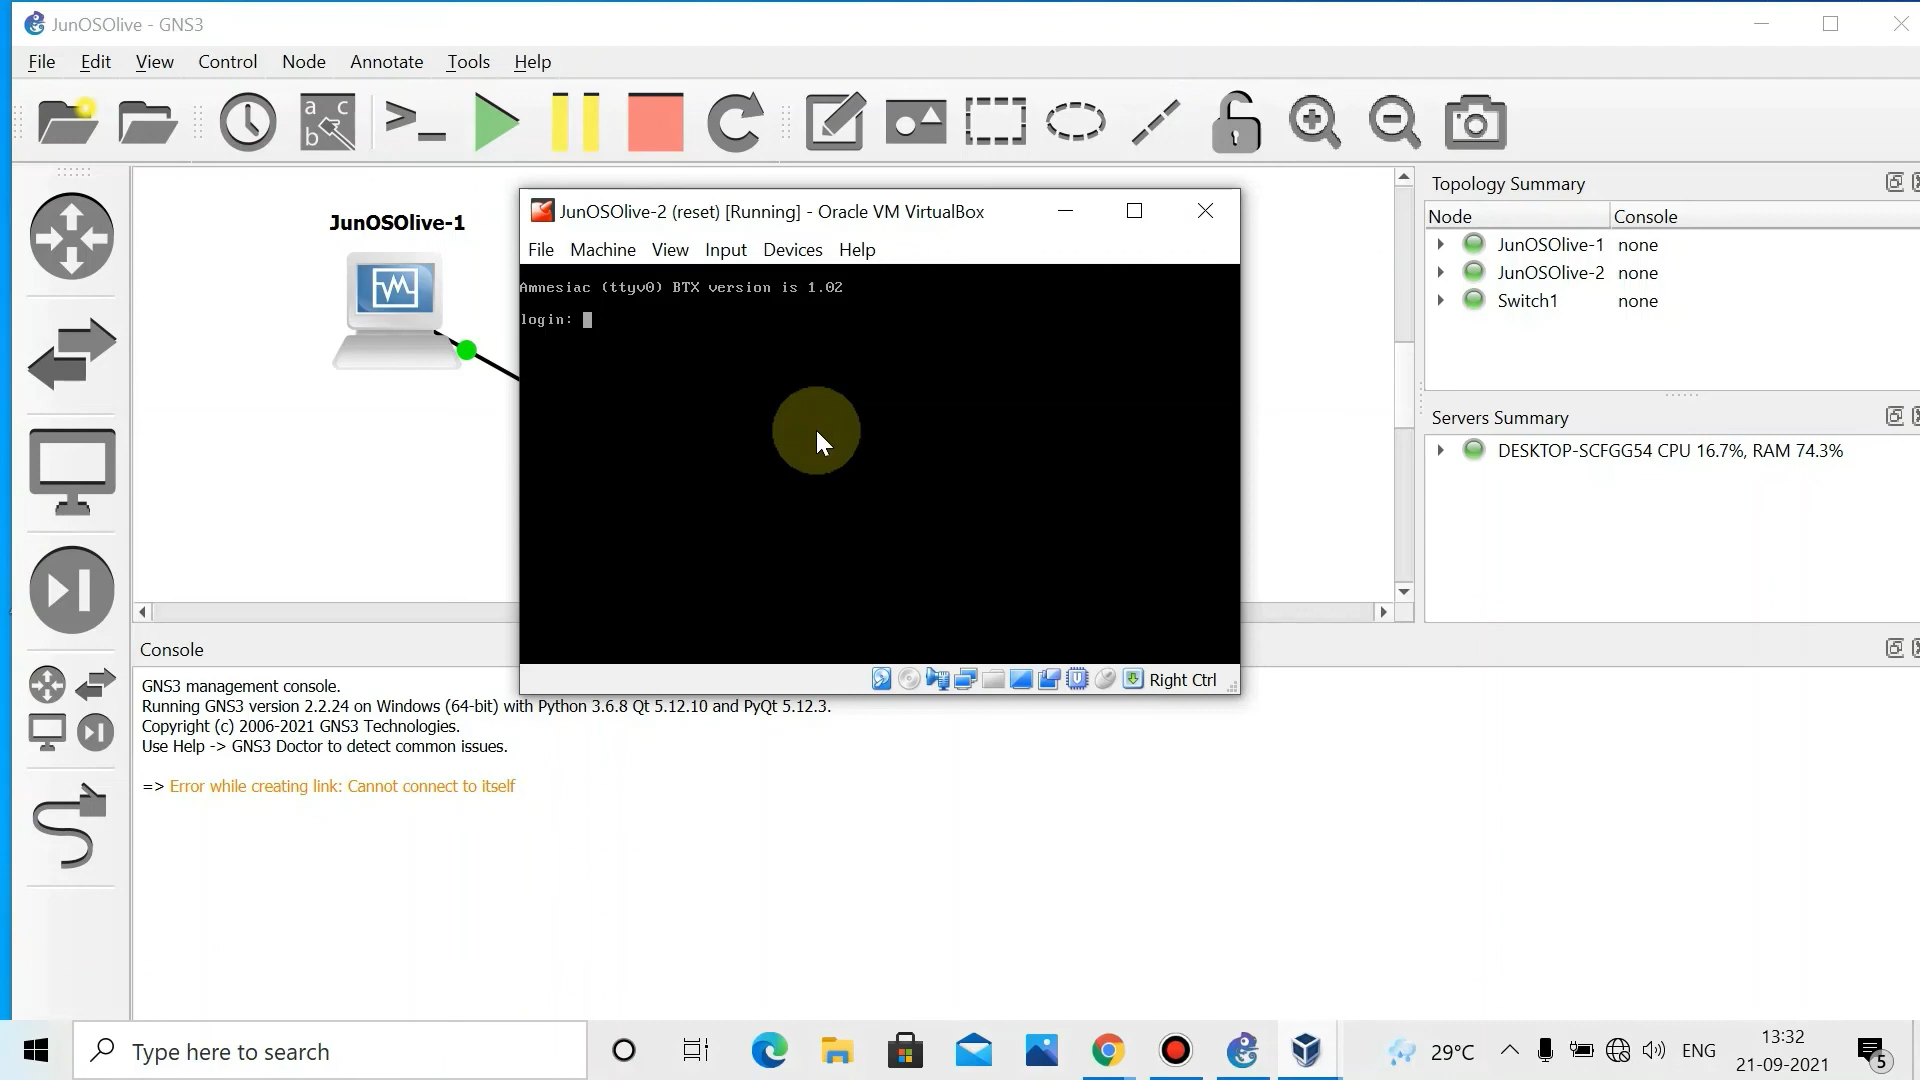 JunOSOlive - GNS3
File Edit View Control Node Annotate Tools Help
a c
b
>_
JunOSOlive-1
JunOSOlive-2 (reset) [Running] - Oracle VM VirtualBox
File Machine View Input Devices Help
Amnesiac (ttyv0) BTX version is 1.02
login:
Right Ctrl
Topology Summary
Node Console
JunOSOlive-1 none
JunOSOlive-2 none
Switch1 none
Servers Summary
DESKTOP-SCFGG54 CPU 16.7%, RAM 74.3%
Console
GNS3 management console.
Running GNS3 version 2.2.24 on Windows (64-bit) with Python 3.6.8 Qt 5.12.10 and PyQt 5.12.3.
Copyright (c) 2006-2021 GNS3 Technologies.
Use Help -> GNS3 Doctor to detect common issues.
=> Error while creating link: Cannot connect to itself
Type here to search
29°C
ENG
13:32
21-09-2021
5